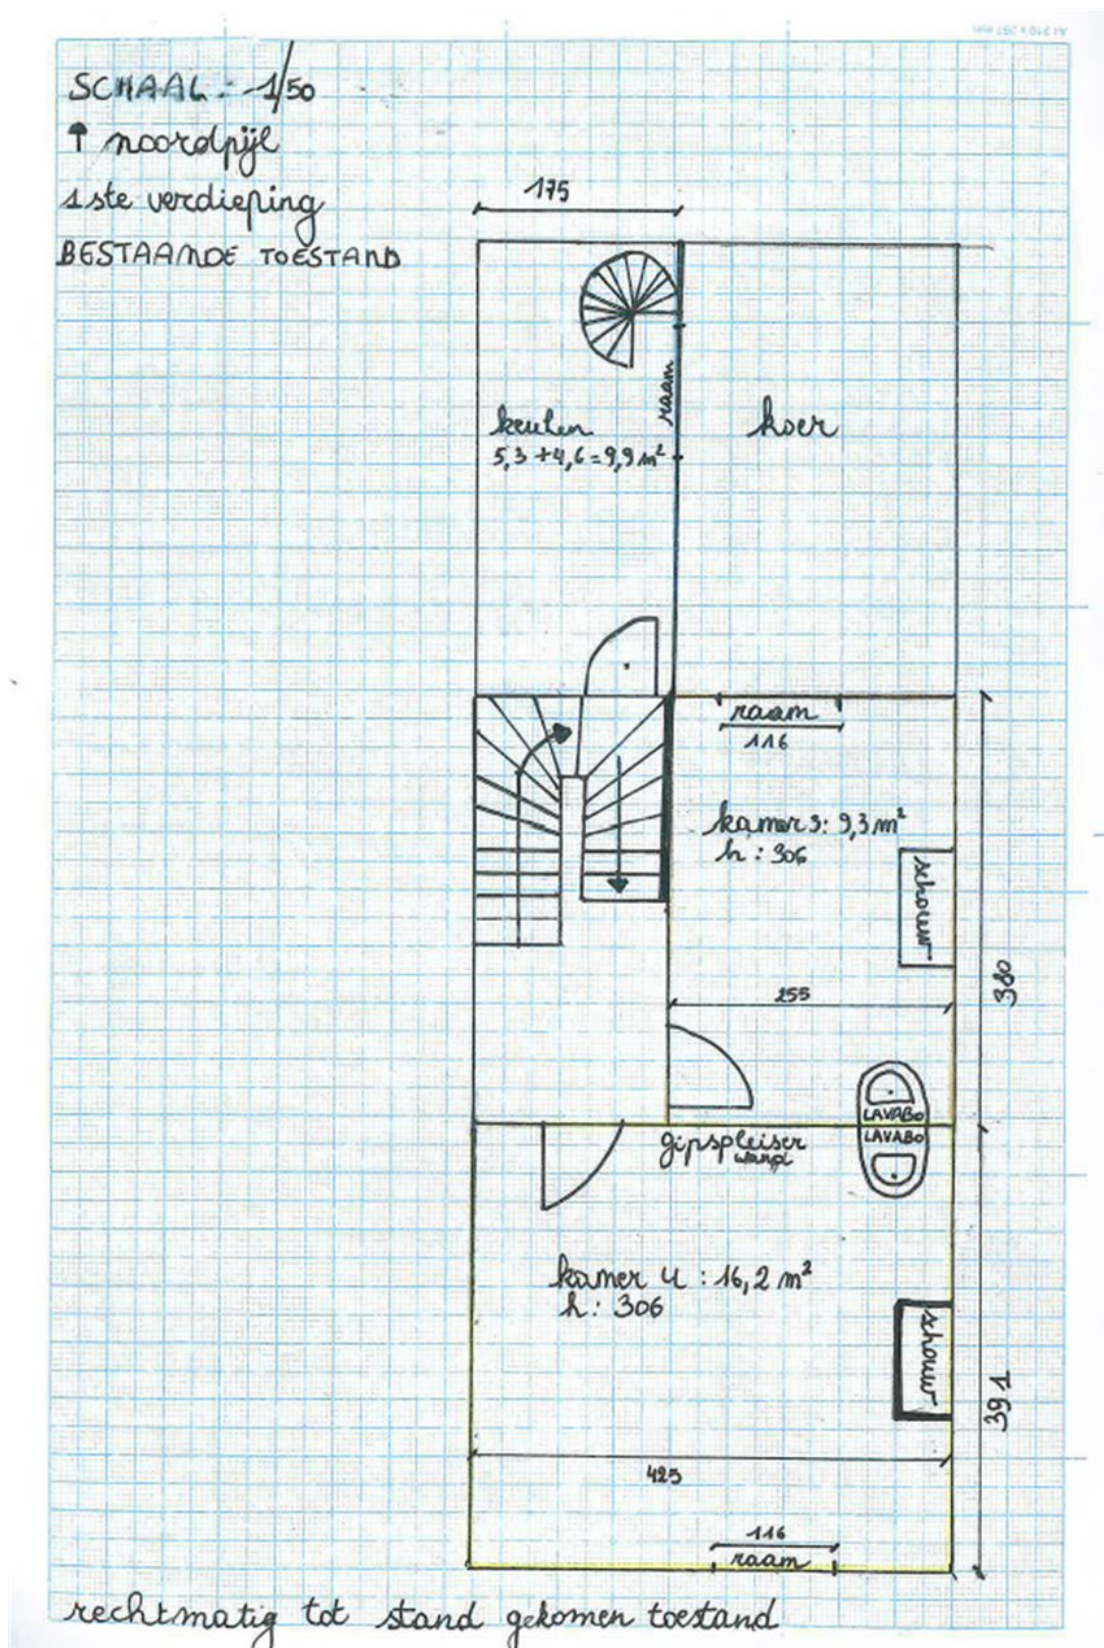 SCHAAL : 1/50
noordpijl
1ste verdieping
BESTAANDE TOESTAND
175
raam
keuken
5,3 + 4,6 = 9,9 m²
koer
raam
116
kamer 3: 9,3 m²
h : 306
schouw
380
255
LAVABO
LAVABO
gipspleister
wand
kamer 4 : 16,2 m²
h : 306
schouw
391
425
116
raam
rechtmatig tot stand gekomen toestand